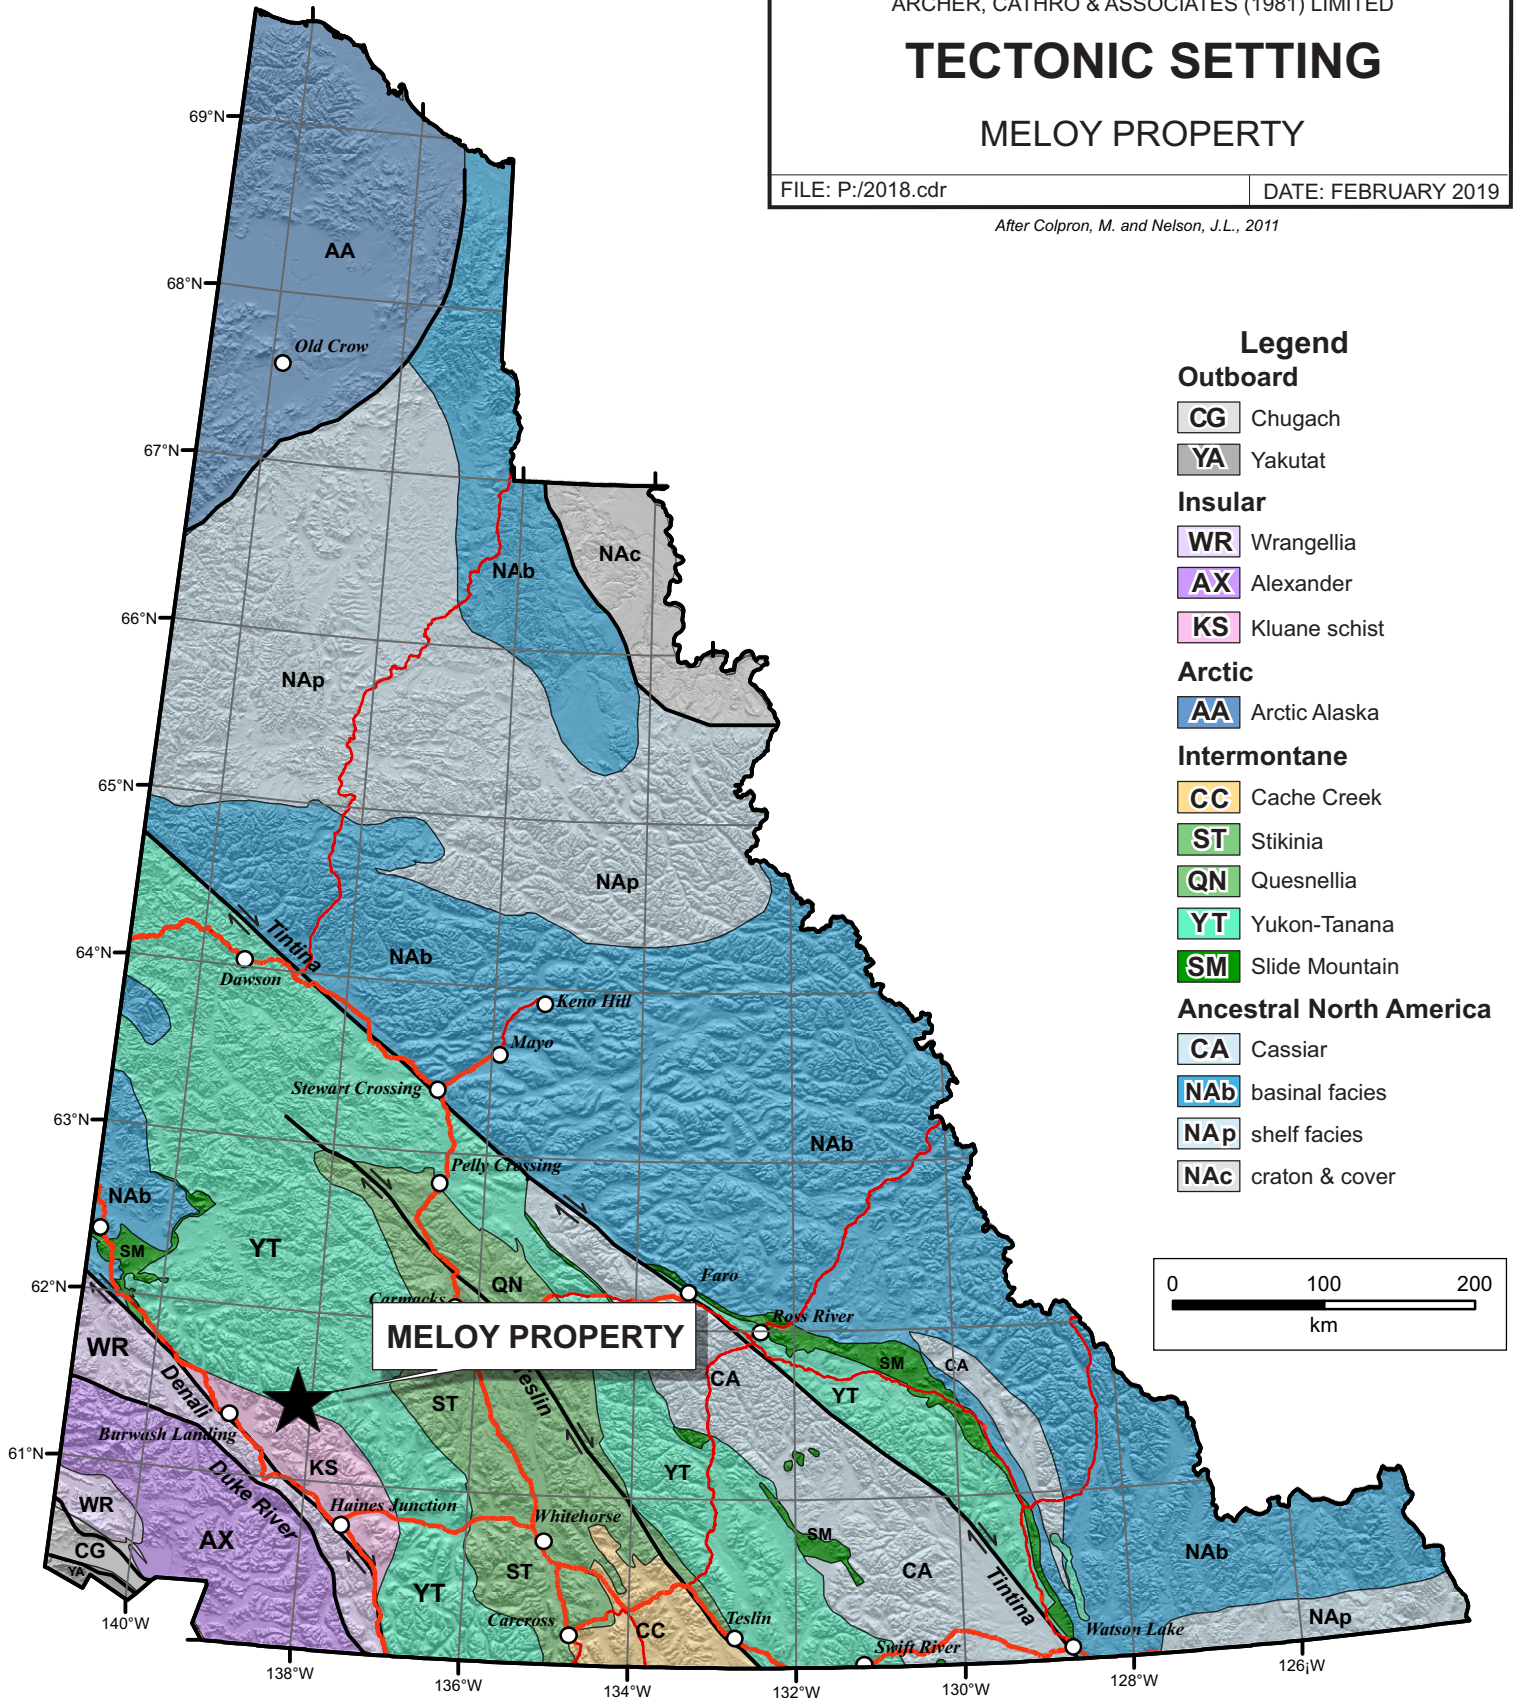 ARCHER, CATHRO & ASSOCIATES (1981) LIMITED
TECTONIC SETTING
MELOY PROPERTY
FILE: P:/2018.cdr
DATE: FEBRUARY 2019
After Colpron, M. and Nelson, J.L., 2011
Legend
Outboard
CG Chugach
YA Yakutat
Insular
WR Wrangellia
AX Alexander
KS Kluane schist
Arctic
AA Arctic Alaska
Intermontane
CC Cache Creek
ST Stikinia
QN Quesnellia
YT Yukon-Tanana
SM Slide Mountain
Ancestral North America
CA Cassiar
NAb basinal facies
NAp shelf facies
NAc craton & cover
0 100 200
km
69°N
AA
68°N
Old Crow
67°N
NAc
NAb
66°N
NAp
65°N
NAp
Tintina
64°N
NAb
Dawson
Keno Hill
Mayo
Stewart Crossing
63°N
NAb
Pelly Crossing
NAb
YT
SM
62°N
Faro
QN
Carmacks
Ross River
MELOY PROPERTY
WR
SM
CA
Denali
CA
Teslin
YT
ST
Burwash Landing
61°N
KS
YT
Duke River
WR
Haines Junction
Whitehorse
AX
SM
CG
NAb
YA
ST
CA
YT
Tintina
140°W
Carcross
Teslin
NAp
CC
Watson Lake
Swift River
138°W
136°W
134°W
132°W
130°W
128°W
126¡W